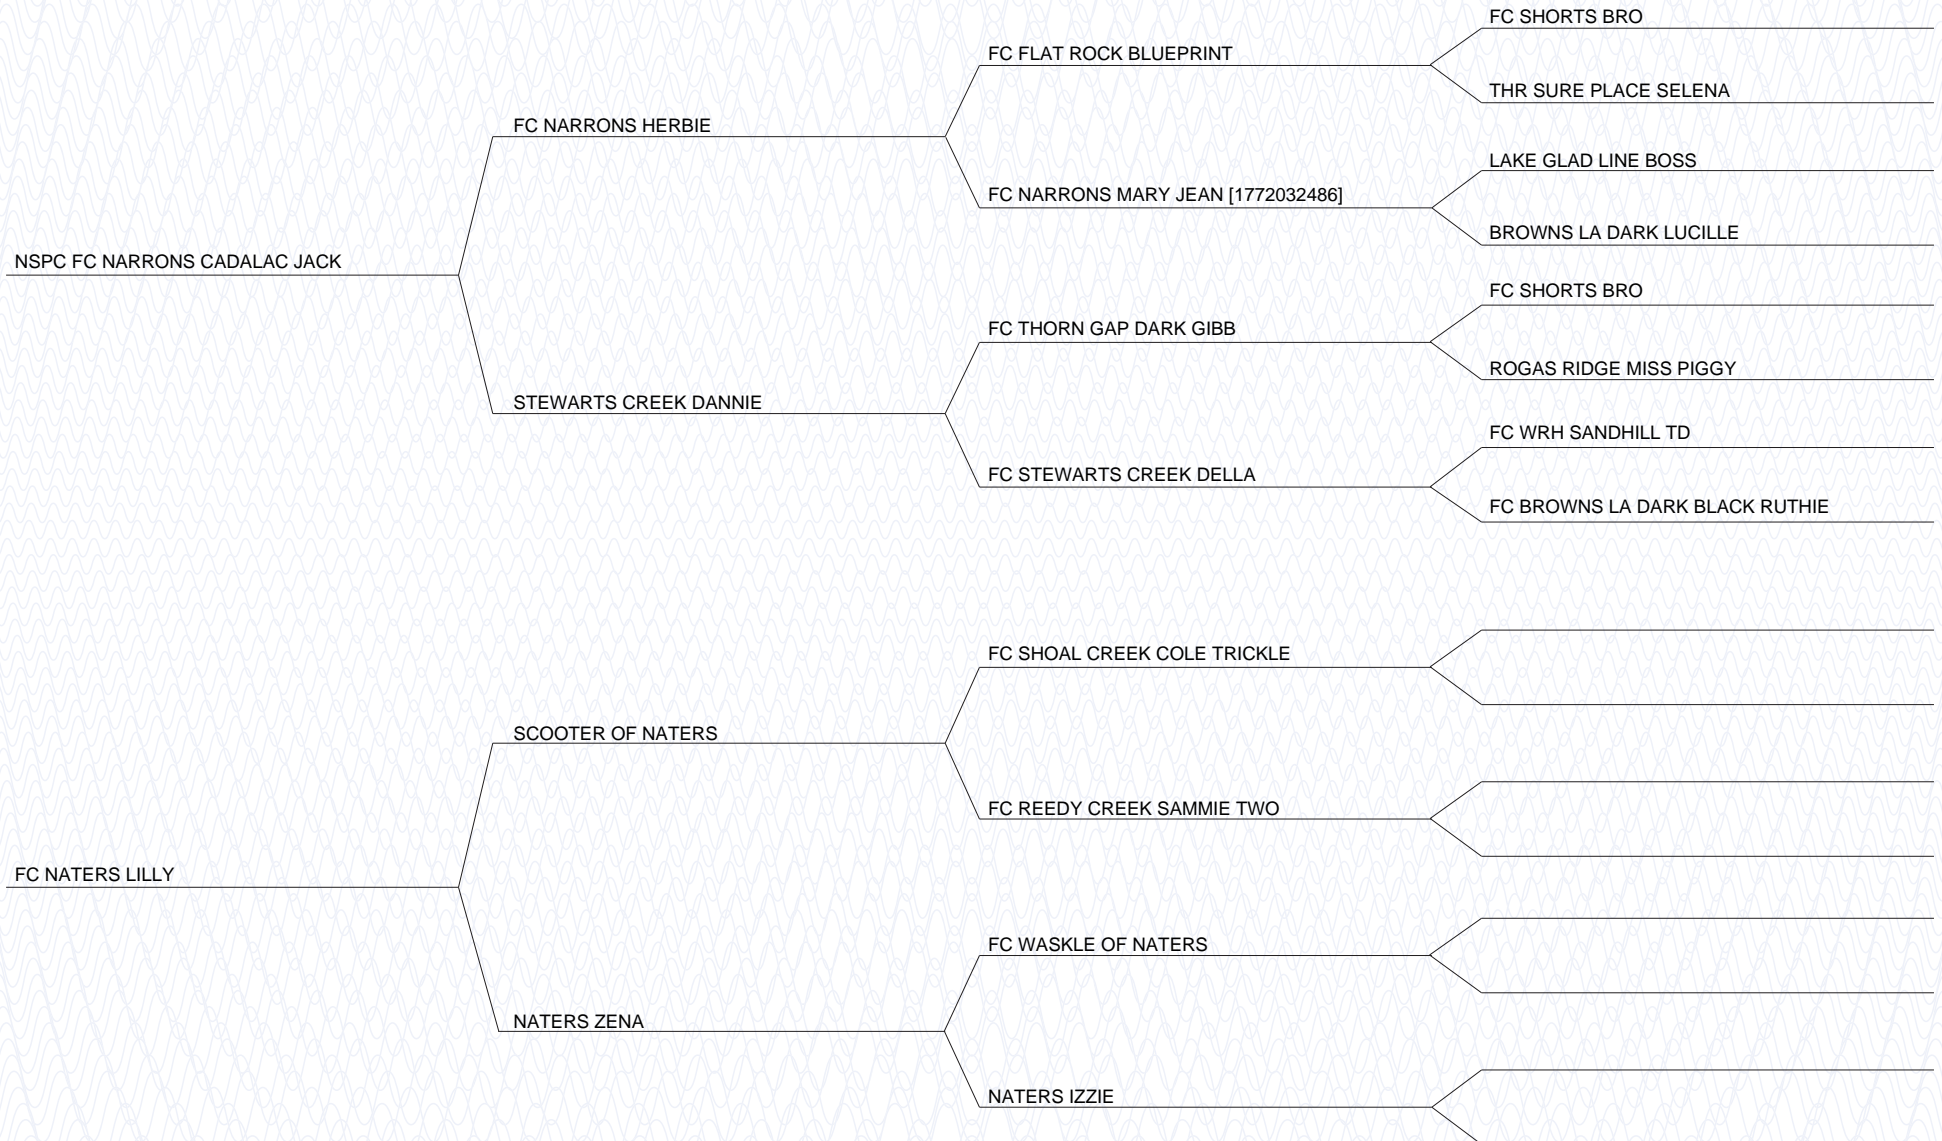 FC SHORTS BRO
FC FLAT ROCK BLUEPRINT
THR SURE PLACE SELENA
FC NARRONS HERBIE
LAKE GLAD LINE BOSS
FC NARRONS MARY JEAN [1772032486]
BROWNS LA DARK LUCILLE
NSPC FC NARRONS CADALAC JACK
FC SHORTS BRO
FC THORN GAP DARK GIBB
ROGAS RIDGE MISS PIGGY
STEWARTS CREEK DANNIE
FC WRH SANDHILL TD
FC STEWARTS CREEK DELLA
FC BROWNS LA DARK BLACK RUTHIE
FC SHOAL CREEK COLE TRICKLE
SCOOTER OF NATERS
FC REEDY CREEK SAMMIE TWO
FC NATERS LILLY
FC WASKLE OF NATERS
NATERS ZENA
NATERS IZZIE